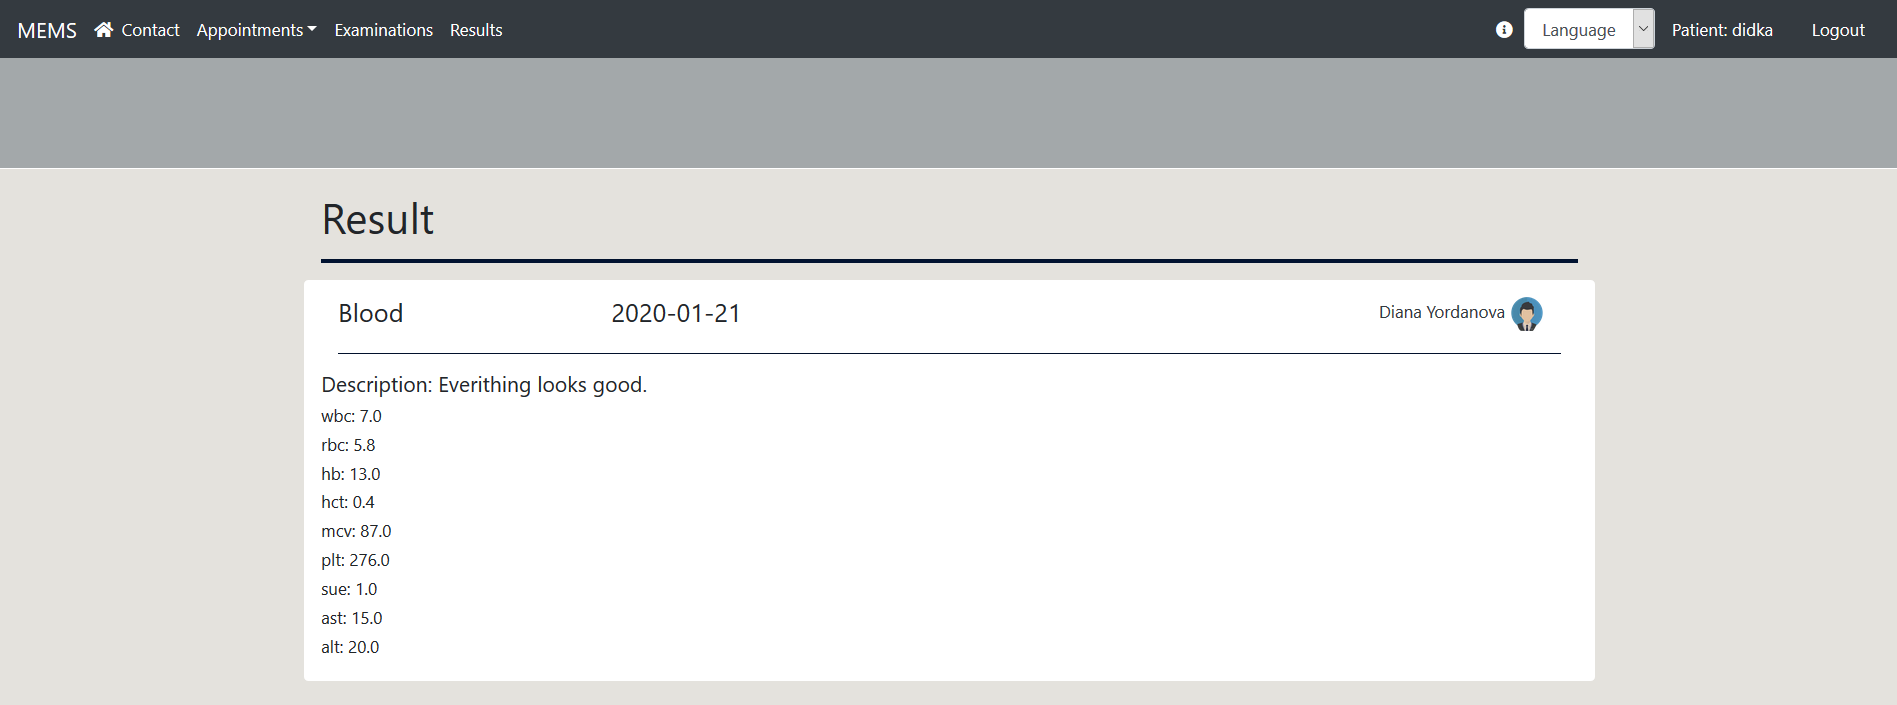 MEMS Contact Appointments Examinations Results Language Patient: didka Logout
Result
Blood 2020-01-21 Diana Yordanova
Description: Everithing looks good.
wbc: 7.0
rbc: 5.8
hb: 13.0
hct: 0.4
mcv: 87.0
plt: 276.0
sue: 1.0
ast: 15.0
alt: 20.0